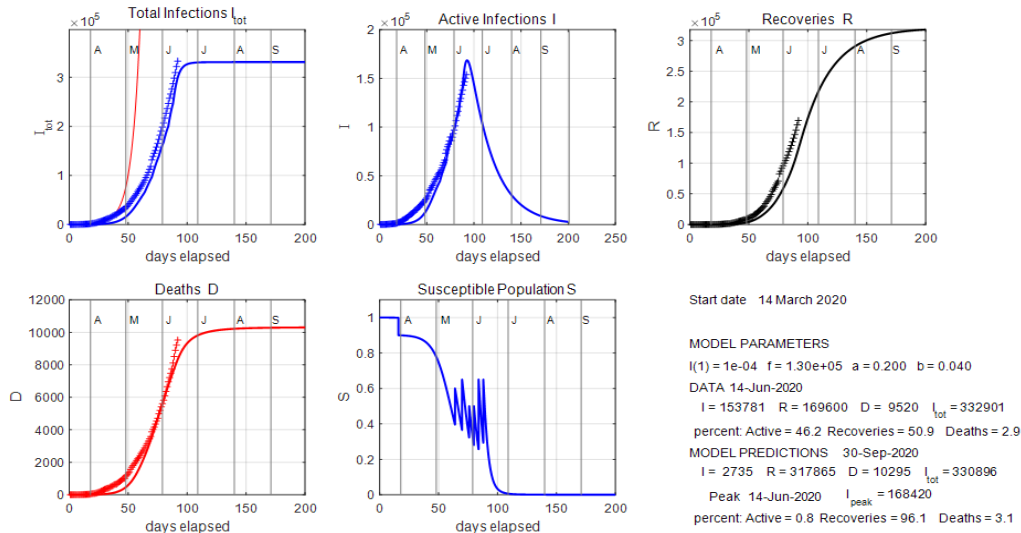 Total Infections I_tot
× 10^5
A M J J A S
3
2
1
0
I_tot
0 50 100 150 200
days elapsed
Active Infections I
× 10^5
A M J J A S
2
1.5
1
0.5
0
I
0 50 100 150 200 250
days elapsed
Recoveries R
× 10^5
A M J J A S
3
2.5
2
1.5
1
0.5
0
R
0 50 100 150 200
days elapsed
Deaths D
A M J J A S
12000
10000
8000
6000
4000
2000
0
D
0 50 100 150 200
days elapsed
Susceptible Population S
A M J J A S
1
0.8
0.6
0.4
0.2
0
S
0 50 100 150 200
days elapsed
Start date 14 March 2020
MODEL PARAMETERS
I(1) = 1e-04 f = 1.30e+05 a = 0.200 b = 0.040
DATA 14-Jun-2020
I = 153781 R = 169600 D = 9520 I_tot = 332901
percent: Active = 46.2 Recoveries = 50.9 Deaths = 2.9
MODEL PREDICTIONS 30-Sep-2020
I = 2735 R = 317865 D = 10295 I_tot = 330896
Peak 14-Jun-2020 I_peak = 168420
percent: Active = 0.8 Recoveries = 96.1 Deaths = 3.1